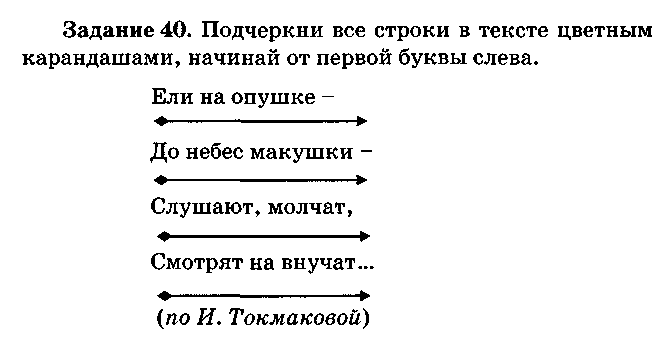 Задание 40. Подчеркни все строки в тексте цветным
карандашами, начинай от первой буквы слева.
Ели на опушке –
До небес макушки –
Слушают, молчат,
Смотрят на внучат...
(по И. Токмаковой)